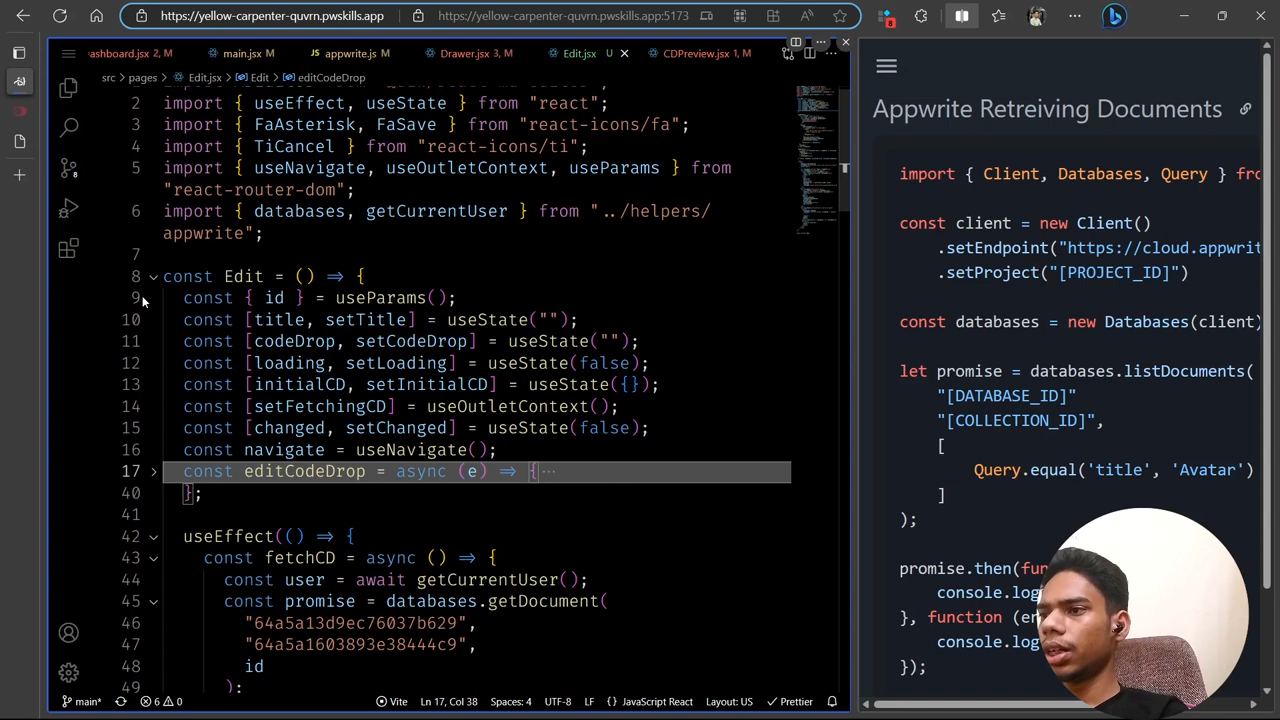 https://yellow-carpenter-quvrn.pwskills.app
https://yellow-carpenter-quvrn.pwskills.app:5173
8
ashboard.jsx 2, M
main.jsx M
JS appwrite.js M
Drawer.jsx 3, M
Edit.jsx U
CDPreview.jsx 1, M
src > pages > Edit.jsx > Edit > editCodeDrop
2 import { useEffect, useState } from "react";
3 import { FaAsterisk, FaSave } from "react-icons/fa";
4 import { TiCancel } from "react-icons/ti";
5 import { useNavigate, useOutletContext, useParams } from
"react-router-dom";
6 import { databases, getCurrentUser } from "../helpers/
appwrite";
7
8 const Edit = () => {
9 const { id } = useParams();
10 const [title, setTitle] = useState("");
11 const [codeDrop, setCodeDrop] = useState("");
12 const [loading, setLoading] = useState(false);
13 const [initialCD, setInitialCD] = useState({});
14 const [setFetchingCD] = useOutletContext();
15 const [changed, setChanged] = useState(false);
16 const navigate = useNavigate();
17 const editCodeDrop = async (e) => { ···
40 };
41
42 useEffect(() => {
43 const fetchCD = async () => {
44 const user = await getCurrentUser();
45 const promise = databases.getDocument(
46 "64a5a13d9ec76037b629",
47 "64a5a1603893e38444c9",
48 id
49 );
8
main*
6 0
Vite
Ln 17, Col 38
Spaces: 4
UTF-8
LF
{} JavaScript React
Layout: US
Prettier
Appwrite Retreiving Documents
import { Client, Databases, Query } fro
const client = new Client()
.setEndpoint("https://cloud.appwrit
.setProject("[PROJECT_ID]")
const databases = new Databases(client)
let promise = databases.listDocuments(
"[DATABASE_ID]"
"[COLLECTION_ID]",
[
Query.equal('title', 'Avatar')
]
);
promise.then(fu
console.log
}, function (er
console.log
});